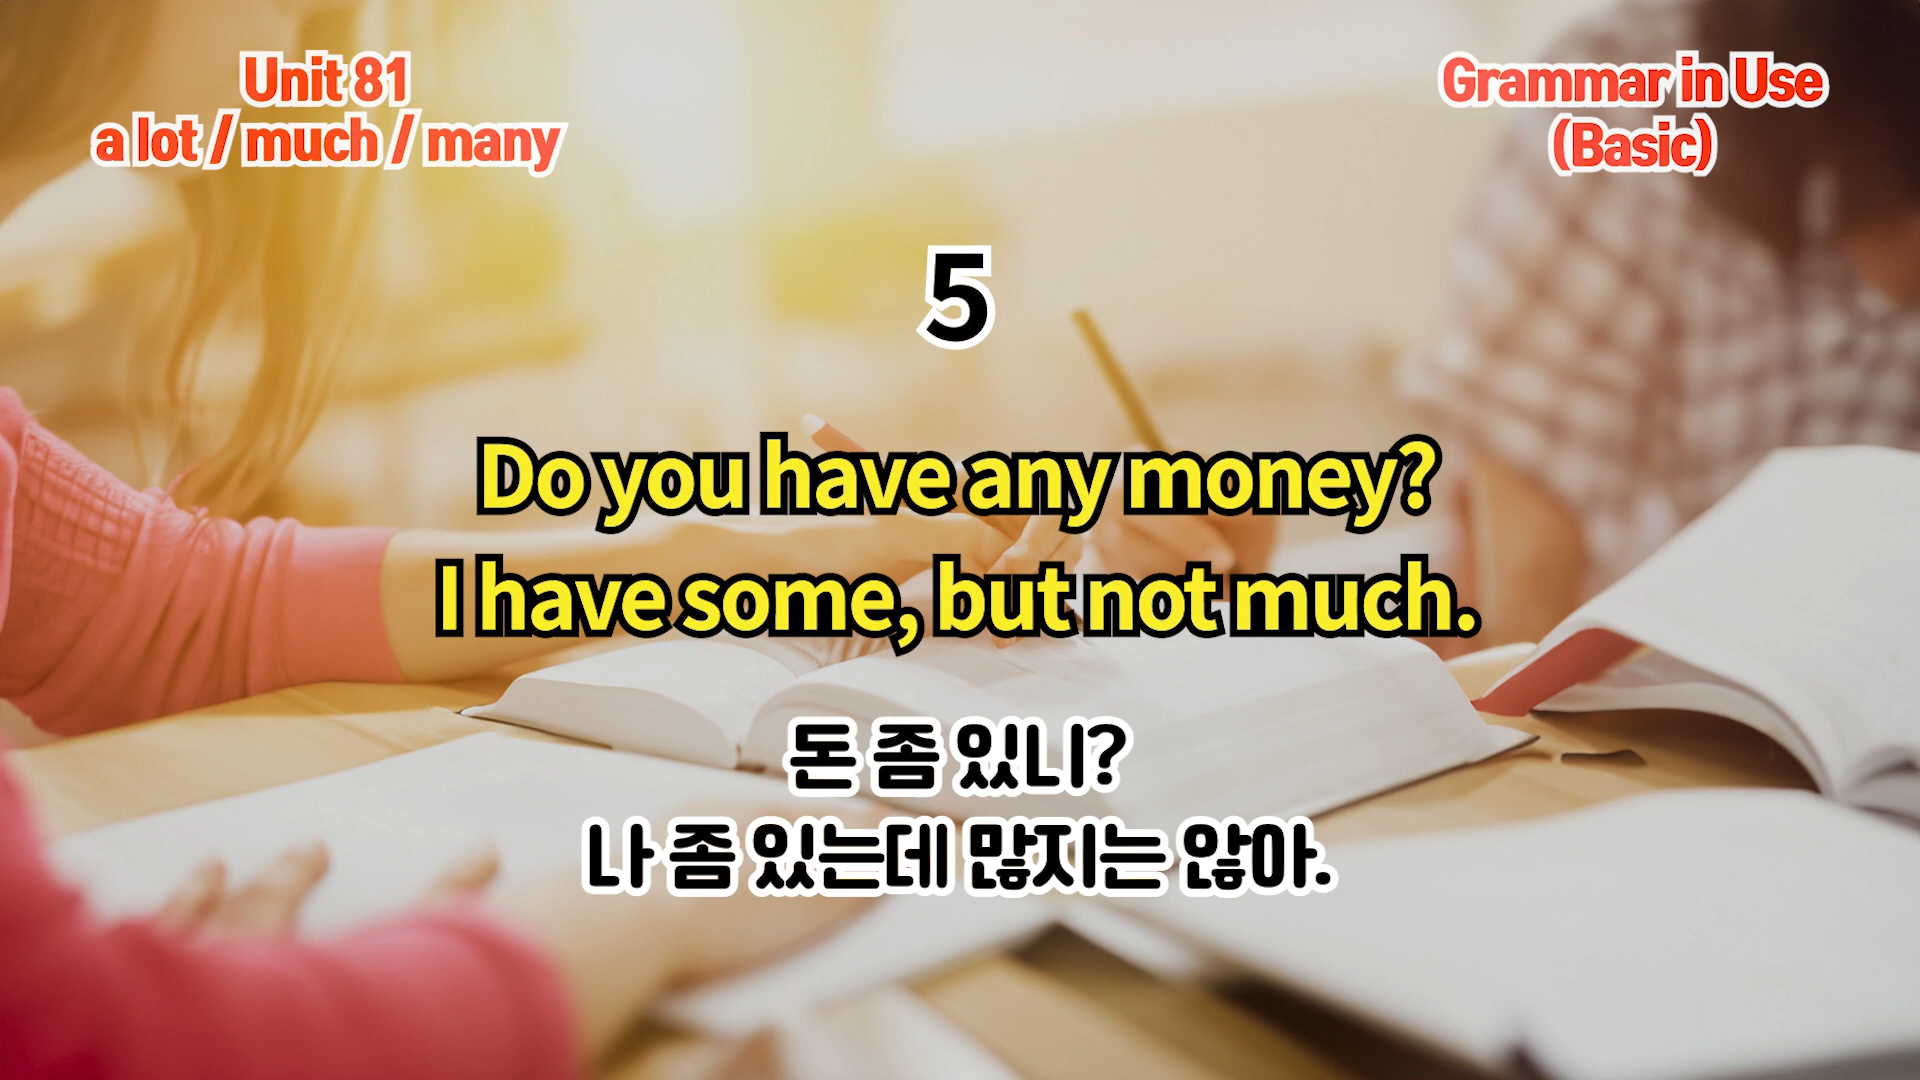 Unit 81
a lot / much / many
Grammar in Use
(Basic)
5
Do you have any money?
I have some, but not much.
돈 좀 있니?
나 좀 있는데 많지는 않아.